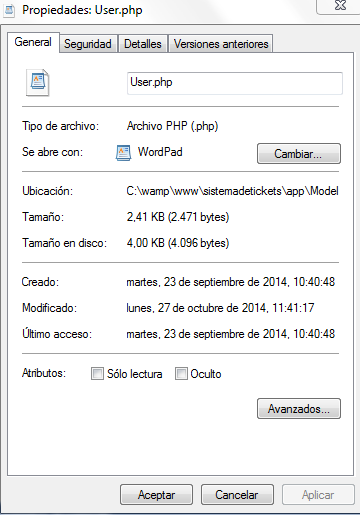 Propiedades: User.php
General Seguridad Detalles Versiones anteriores
User.php
Tipo de archivo: Archivo PHP (.php)
Se abre con: WordPad Cambiar...
Ubicación: C:\wamp\www\sistemadetickets\app\Model
Tamaño: 2,41 KB (2.471 bytes)
Tamaño en disco: 4,00 KB (4.096 bytes)
Creado: martes, 23 de septiembre de 2014, 10:40:48
Modificado: lunes, 27 de octubre de 2014, 11:41:17
Último acceso: martes, 23 de septiembre de 2014, 10:40:48
Atributos: Sólo lectura Oculto
Avanzados...
Aceptar Cancelar Aplicar